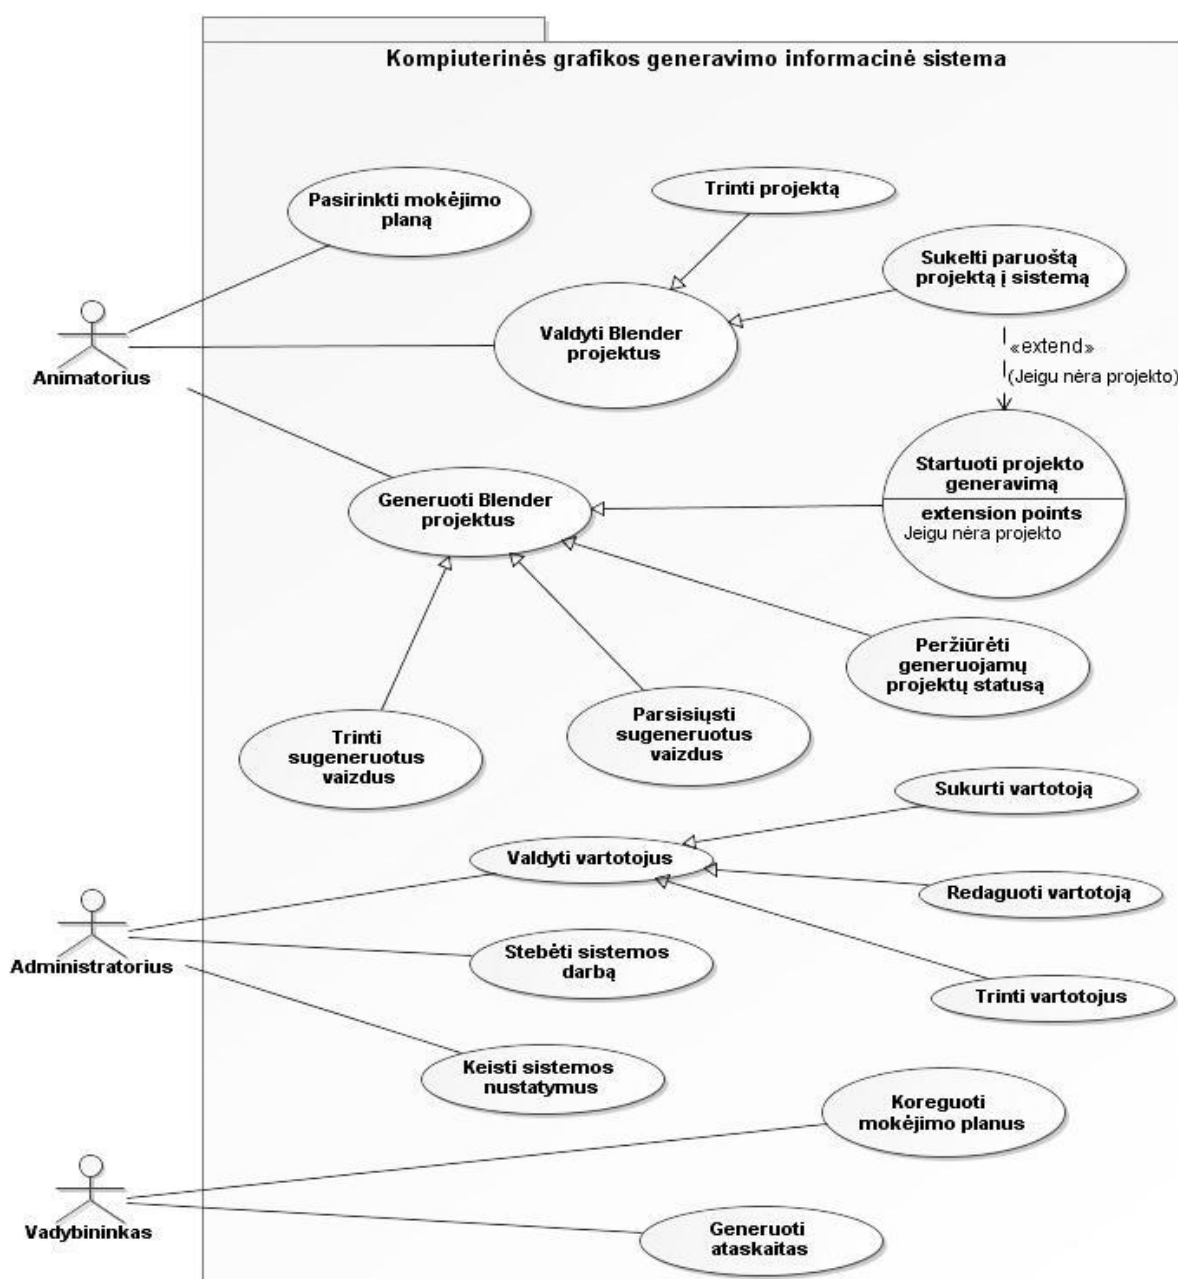 Kompiuterinės grafikos generavimo informacinė sistema
Pasirinkti mokėjimo
planą
Trinti projektą
Sukelti paruoštą
projektą į sistemą
Valdyti Blender
projektus
Animatorius
«extend»
(Jeigu nėra projekto)
Startuoti projekto
generavimą
extension points
Jeigu nėra projekto
Generuoti Blender
projektus
Peržiūrėti
generuojamų
projektų statusą
Parsisiųsti
sugeneruotus
vaizdus
Trinti
sugeneruotus
vaizdus
Sukurti vartotoją
Valdyti vartotojus
Redaguoti vartotoją
Administratorius
Stebėti sistemos
darbą
Trinti vartotojus
Keisti sistemos
nustatymus
Koreguoti
mokėjimo planus
Vadybininkas
Generuoti
ataskaitas